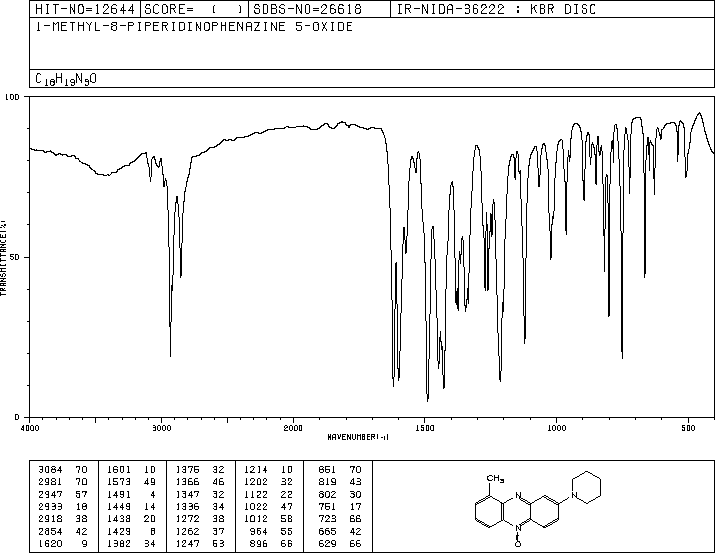 HIT-NO=12644 SCORE= ( ) SDBS-NO=26618 IR-NIDA-36222 : KBR DISC
1-METHYL-8-PIPERIDINOPHENAZINE 5-OXIDE
C18H19N3O
100
50
0
TRANSMITTANCE(%)
4000 3000 2000 1500 1000 500
WAVENUMBER(-1)
3084 70 1601 10 1376 32 1214 10 851 70
2981 70 1573 49 1366 46 1202 32 819 43
2947 57 1491 4 1347 32 1122 22 802 30
2933 18 1449 14 1336 34 1022 47 751 17
2918 38 1438 20 1272 38 1012 58 723 66
2854 42 1429 8 1262 37 964 55 665 42
1620 9 1382 34 1247 53 896 66 629 66
CH3
N
N
N
O